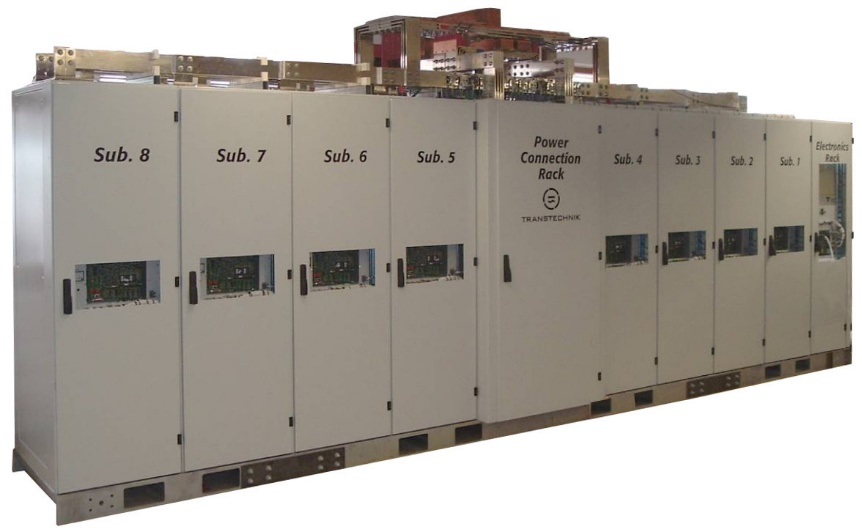 Sub. 8
Sub. 7
Sub. 6
Sub. 5
Power
Connection
Rack
TRANSTECHNIK
Sub. 4
Sub. 3
Sub. 2
Sub. 1
Electronics
Rack